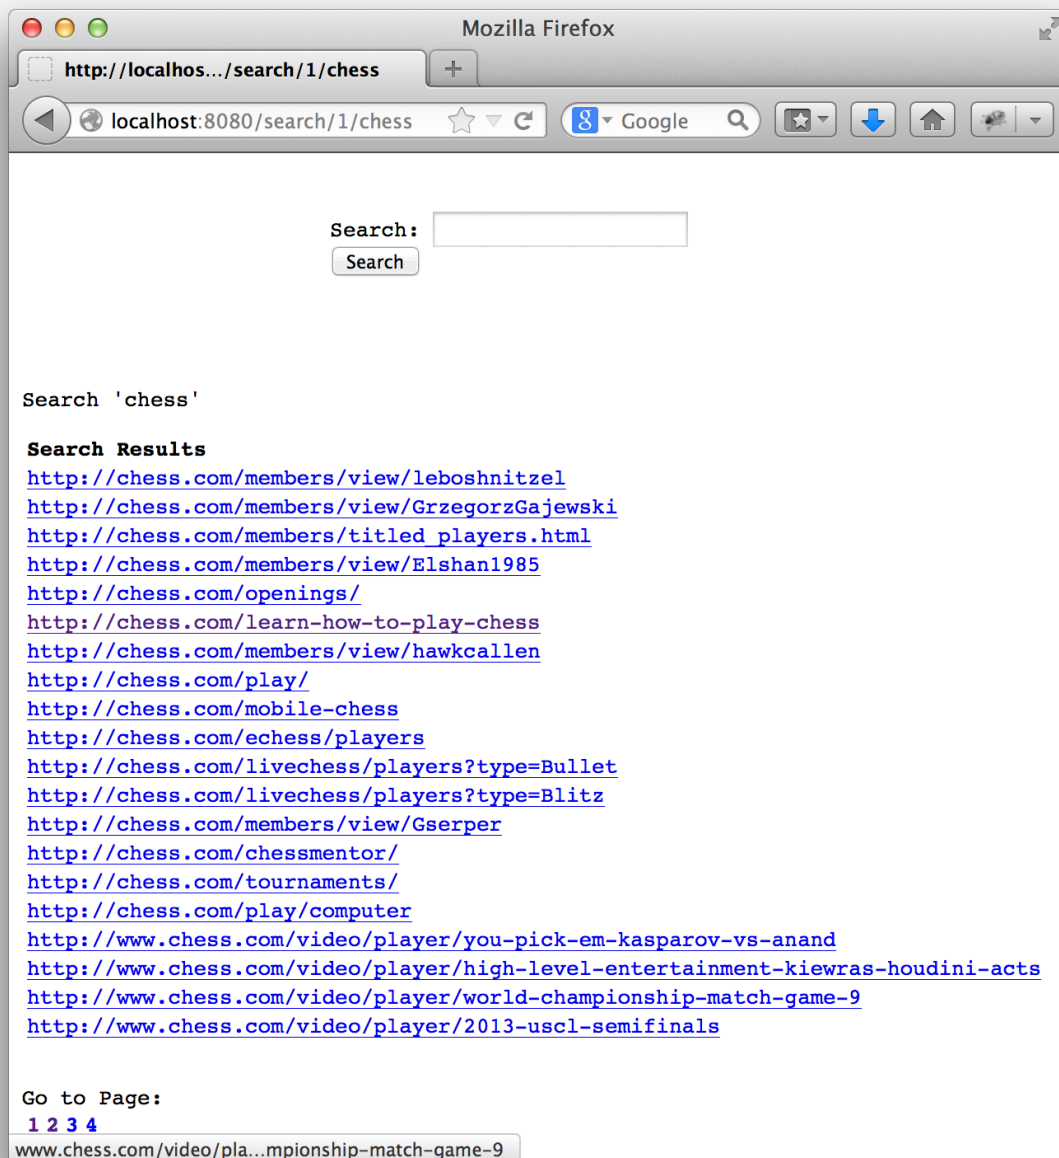 Mozilla Firefox
http://localhos.../search/1/chess
localhost:8080/search/1/chess
8 Google
Search:
Search
Search 'chess'
Search Results
http://chess.com/members/view/leboshnitzel
http://chess.com/members/view/GrzegorzGajewski
http://chess.com/members/titled_players.html
http://chess.com/members/view/Elshan1985
http://chess.com/openings/
http://chess.com/learn-how-to-play-chess
http://chess.com/members/view/hawkcallen
http://chess.com/play/
http://chess.com/mobile-chess
http://chess.com/echess/players
http://chess.com/livechess/players?type=Bullet
http://chess.com/livechess/players?type=Blitz
http://chess.com/members/view/Gserper
http://chess.com/chessmentor/
http://chess.com/tournaments/
http://chess.com/play/computer
http://www.chess.com/video/player/you-pick-em-kasparov-vs-anand
http://www.chess.com/video/player/high-level-entertainment-kiewras-houdini-acts
http://www.chess.com/video/player/world-championship-match-game-9
http://www.chess.com/video/player/2013-uscl-semifinals
Go to Page:
1 2 3 4
www.chess.com/video/pla...mpionship-match-game-9